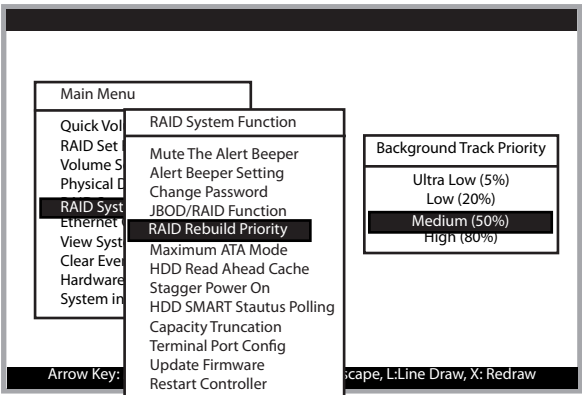 Main Menu
Quick Vol
RAID Set
Volume S
Physical D
RAID Syst
Ethernet
View Syst
Clear Eve
Hardware
System in
RAID System Function
Mute The Alert Beeper
Alert Beeper Setting
Change Password
JBOD/RAID Function
RAID Rebuild Priority
Maximum ATA Mode
HDD Read Ahead Cache
Stagger Power On
HDD SMART Stautus Polling
Capacity Truncation
Terminal Port Config
Update Firmware
Restart Controller
Background Track Priority
Ultra Low (5%)
Low (20%)
Medium (50%)
High (80%)
Arrow Key: scape, L:Line Draw, X: Redraw